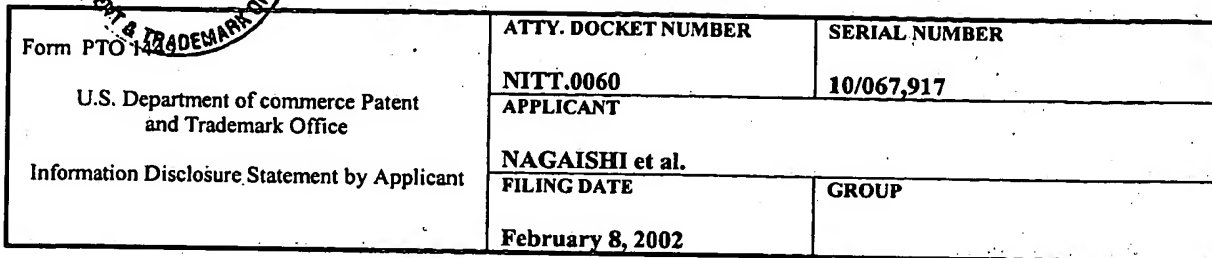 & TRADEMARK
Form PTO
U.S. Department of commerce Patent
and Trademark Office
Information Disclosure Statement by Applicant
ATTY. DOCKET NUMBER
NITT.0060
SERIAL NUMBER
10/067,917
APPLICANT
NAGAISHI et al.
FILING DATE
February 8, 2002
GROUP